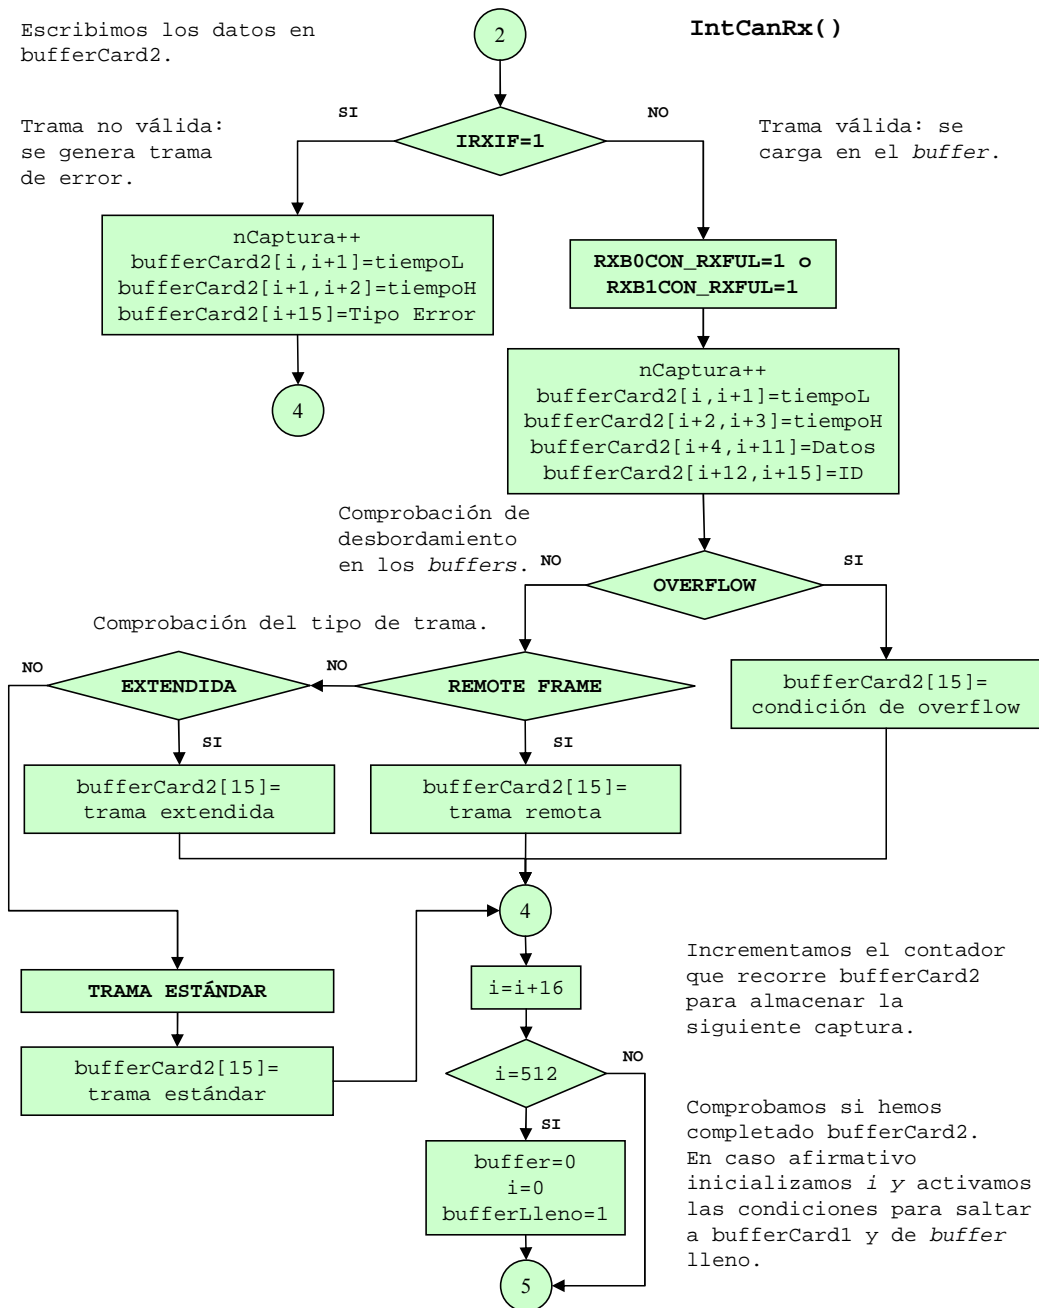 Escribimos los datos en
bufferCard2.
2
IntCanRx()
SI
NO
Trama no válida:
se genera trama
de error.
IRXIF=1
Trama válida: se
carga en el buffer.
nCaptura++
bufferCard2[i,i+1]=tiempoL
bufferCard2[i+1,i+2]=tiempoH
bufferCard2[i+15]=Tipo Error
RXB0CON_RXFUL=1 o
RXB1CON_RXFUL=1
4
nCaptura++
bufferCard2[i,i+1]=tiempoL
bufferCard2[i+2,i+3]=tiempoH
bufferCard2[i+4,i+11]=Datos
bufferCard2[i+12,i+15]=ID
Comprobación de
desbordamiento
en los buffers.
NO
SI
OVERFLOW
Comprobación del tipo de trama.
NO
NO
EXTENDIDA
REMOTE FRAME
bufferCard2[15]=
condición de overflow
SI
SI
bufferCard2[15]=
trama extendida
bufferCard2[15]=
trama remota
4
Incrementamos el contador
que recorre bufferCard2
para almacenar la
siguiente captura.
TRAMA ESTÁNDAR
i=i+16
bufferCard2[15]=
trama estándar
i=512
NO
SI
Comprobamos si hemos
completado bufferCard2.
En caso afirmativo
inicializamos i y activamos
las condiciones para saltar
a bufferCard1 y de buffer
lleno.
buffer=0
i=0
bufferLleno=1
5